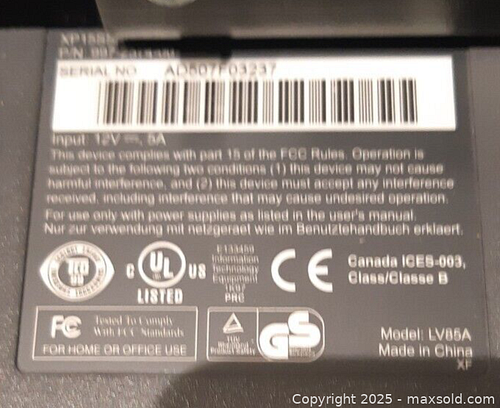 SERIAL NO. AD507F03237
Input: 12V ⎓ 5A
This device complies with part 15 of the FCC Rules. Operation is
subject to the following two conditions (1) this device may not cause
harmful interference, and (2) this device must accept any interference
received, including interference that may cause undesired operation.
For use only with power supplies as listed in the user's manual.
Nur zur verwendung mit netzgeraet wie im Benutzehandbuch erklaert.
C UL US
LISTED
E133459
Information
Technology
Equipment
PRC
CE
Canada ICES-003,
Class/Classe B
FC Tested To Comply
With FCC Standards
FOR HOME OR OFFICE USE
GS
Model: LV85A
Made in China
XF
Copyright 2025 - maxsold.com